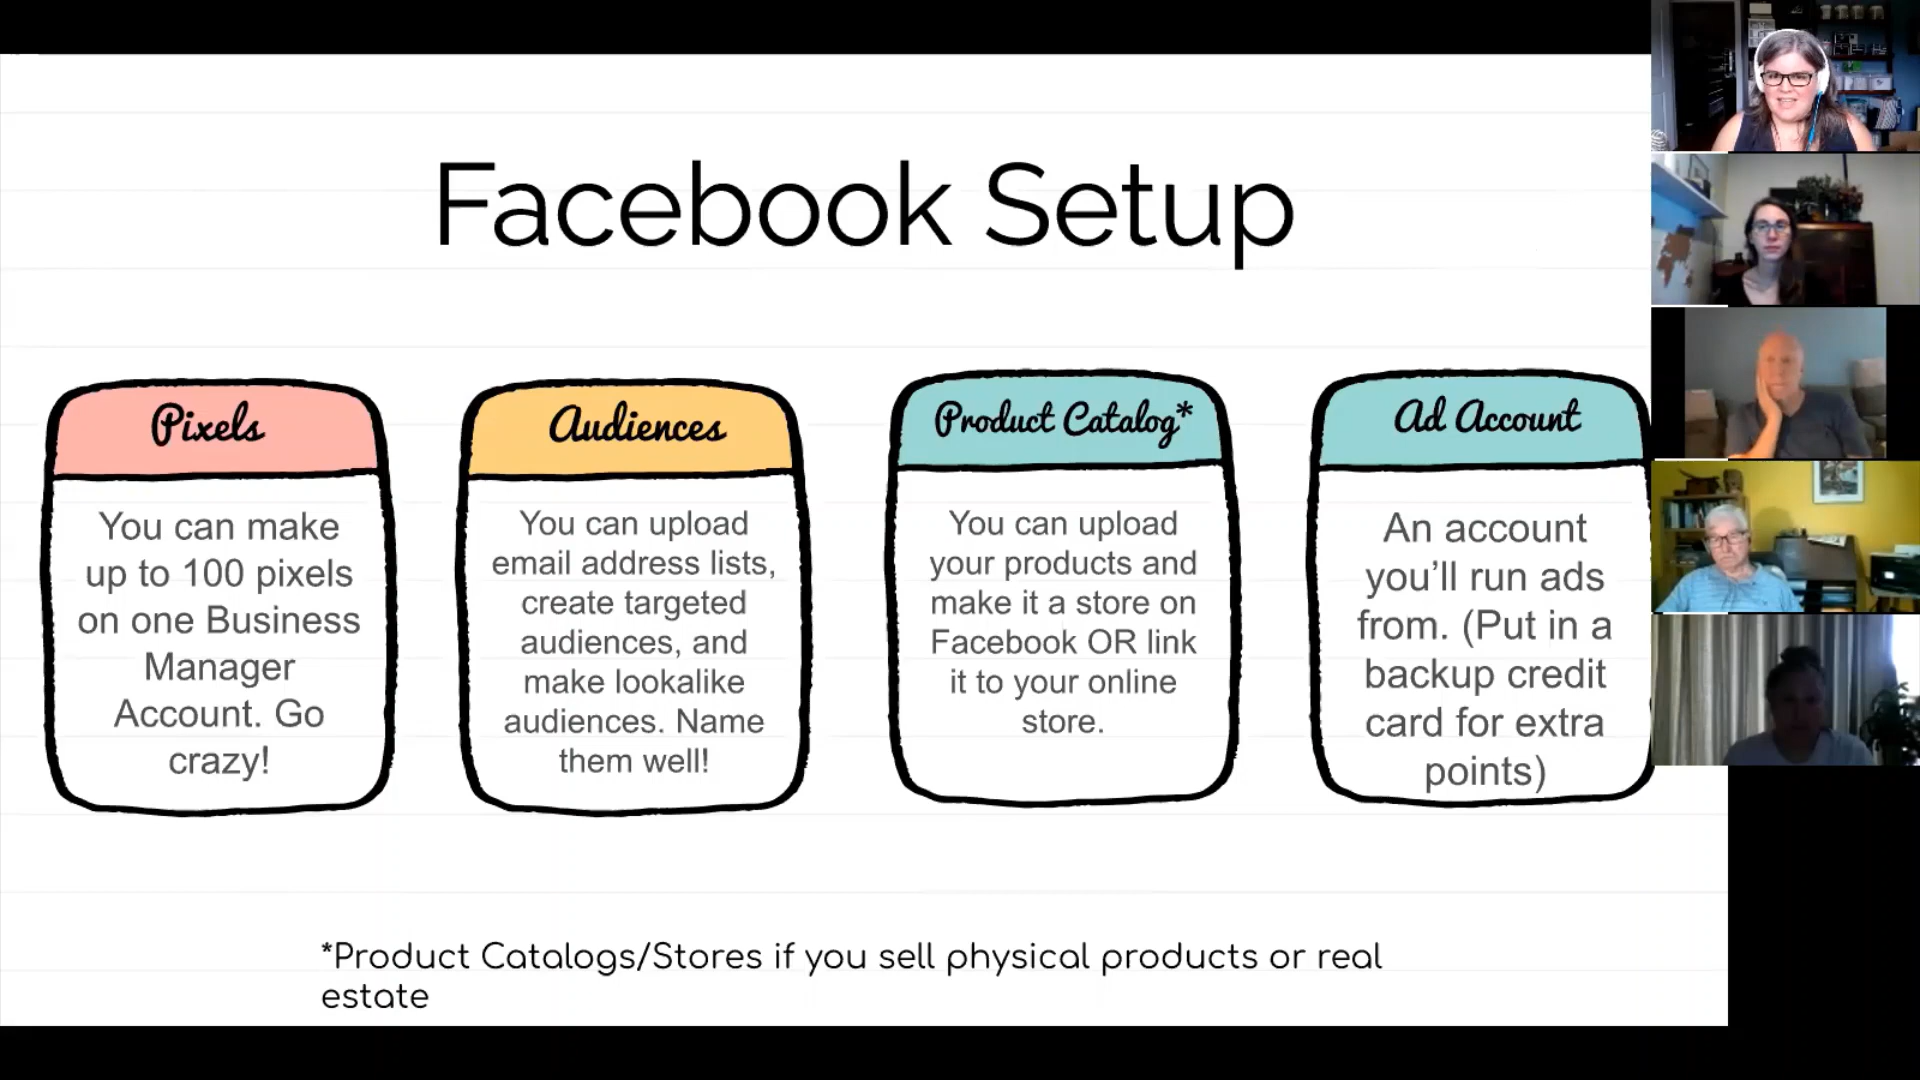 Facebook Setup
Pixels
You can make
up to 100 pixels
on one Business
Manager
Account. Go
crazy!
Audiences
You can upload
email address lists,
create targeted
audiences, and
make lookalike
audiences. Name
them well!
Product Catalog*
You can upload
your products and
make it a store on
Facebook OR link
it to your online
store.
Ad Account
An account
you’ll run ads
from. (Put in a
backup credit
card for extra
points)
*Product Catalogs/Stores if you sell physical products or real
estate